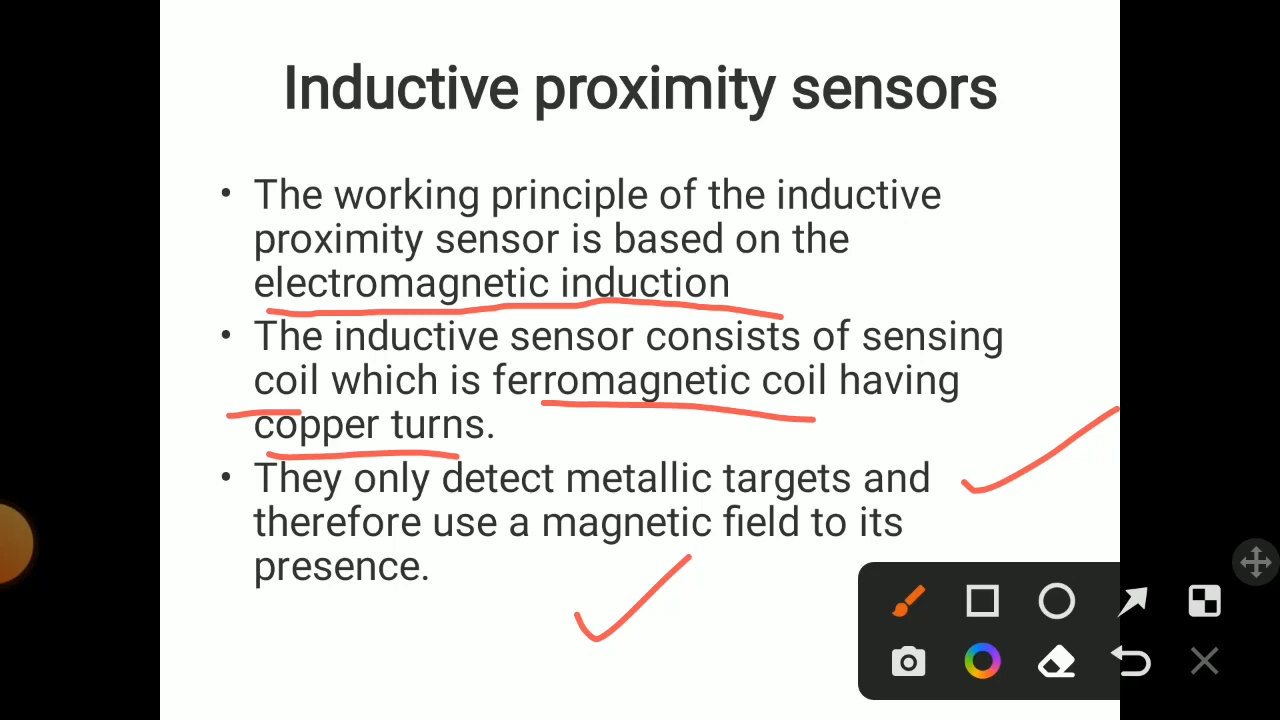 Inductive proximity sensors
• The working principle of the inductive
proximity sensor is based on the
electromagnetic induction
• The inductive sensor consists of sensing
coil which is ferromagnetic coil having
copper turns.
• They only detect metallic targets and
therefore use a magnetic field to its
presence.